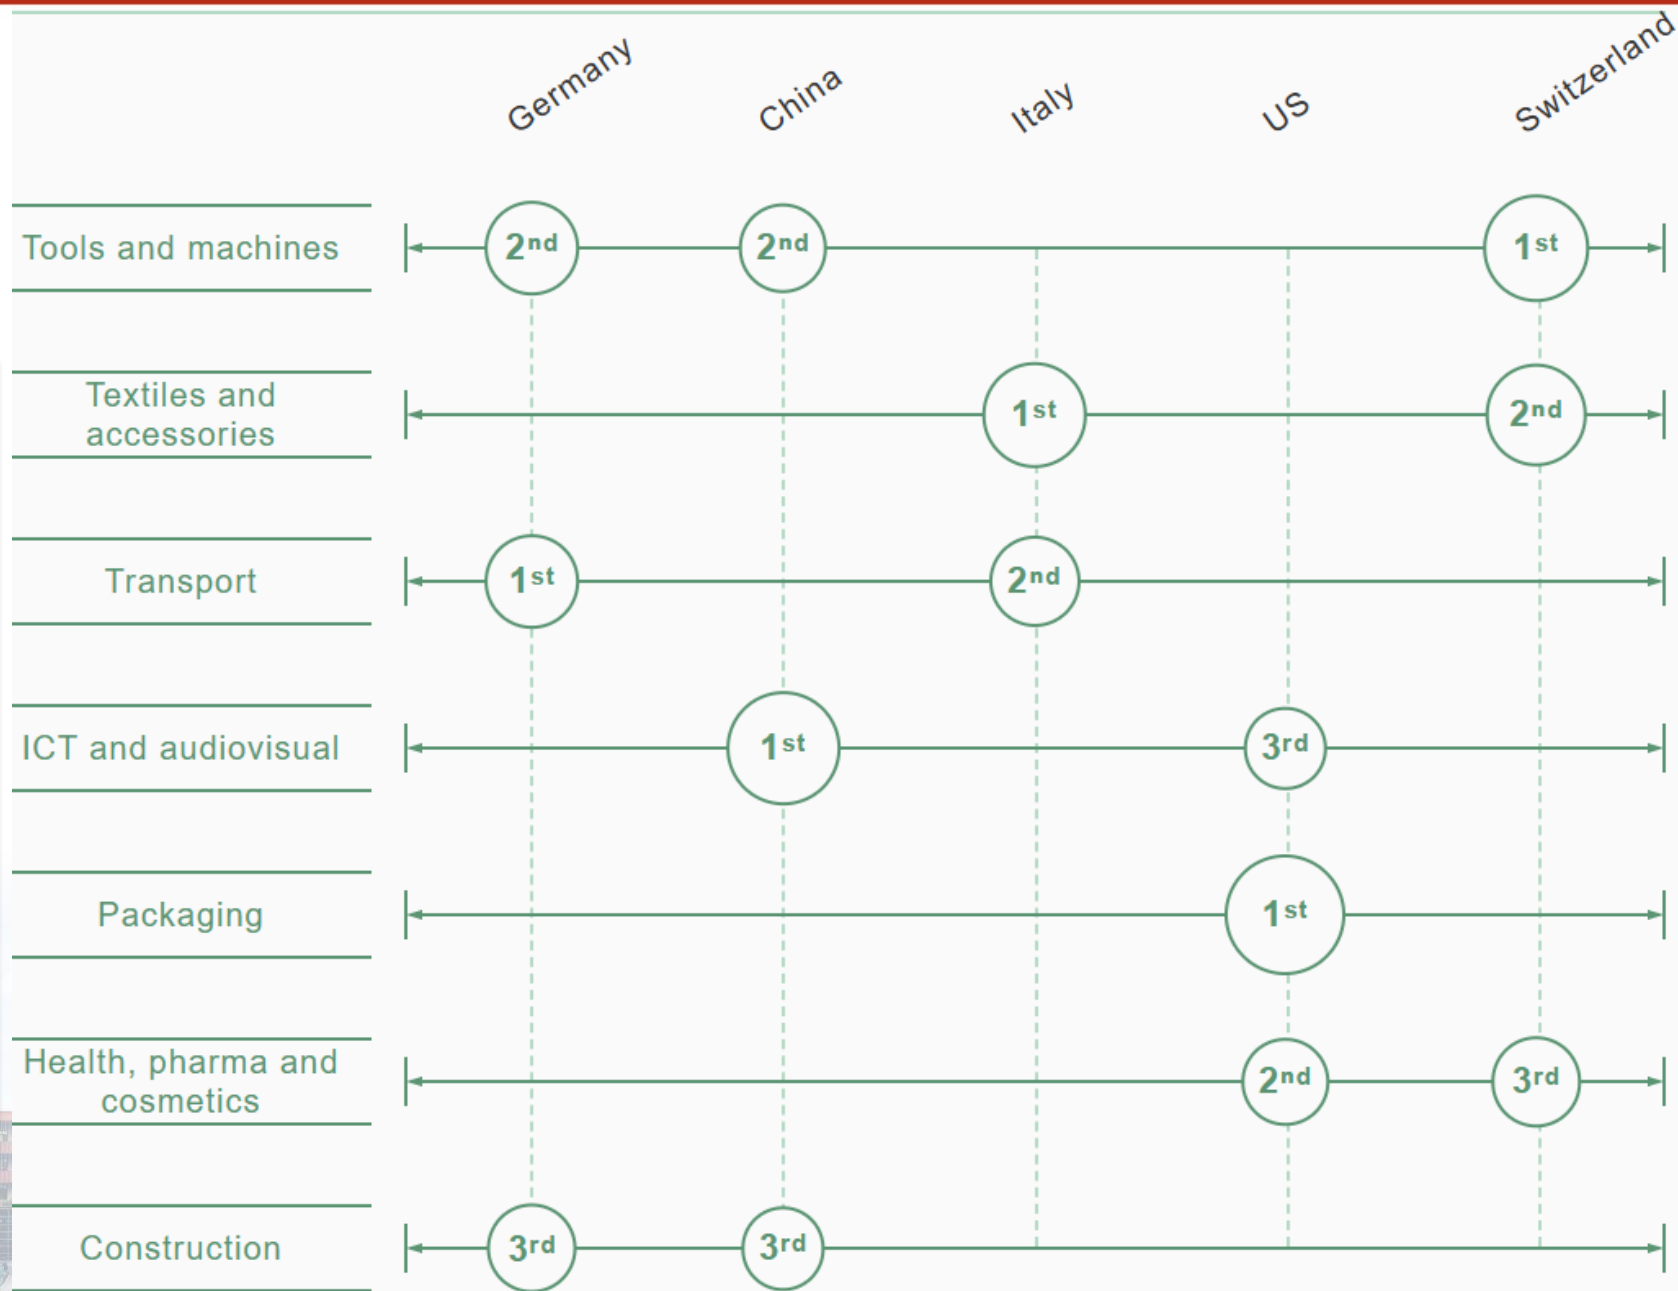 Germany
China
Italy
US
Switzerland
Tools and machines
2nd
2nd
1st
Textiles and
accessories
1st
2nd
Transport
1st
2nd
ICT and audiovisual
1st
3rd
Packaging
1st
Health, pharma and
cosmetics
2nd
3rd
Construction
3rd
3rd